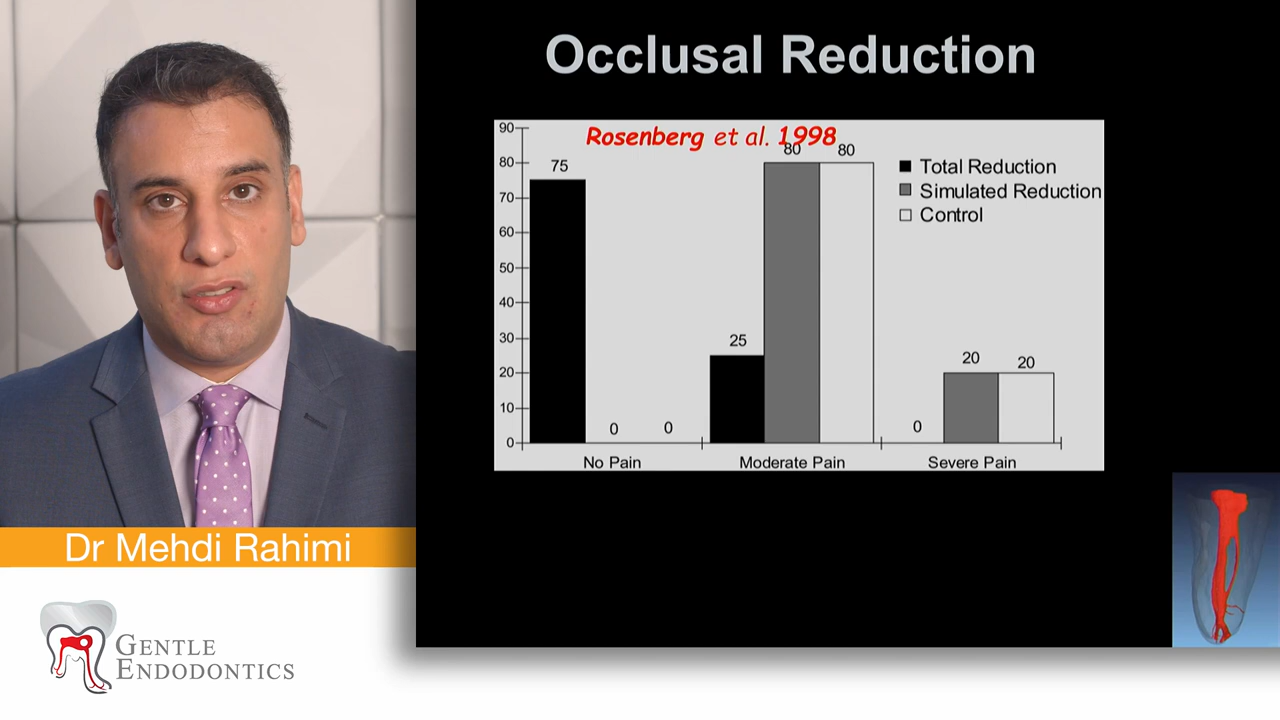 Occlusal Reduction
Rosenberg et al. 1998
90
80
70
60
50
40
30
20
10
0
75
0
0
25
80
80
0
20
20
No Pain
Moderate Pain
Severe Pain
Total Reduction
Simulated Reduction
Control
Dr Mehdi Rahimi
GENTLE
ENDODONTICS